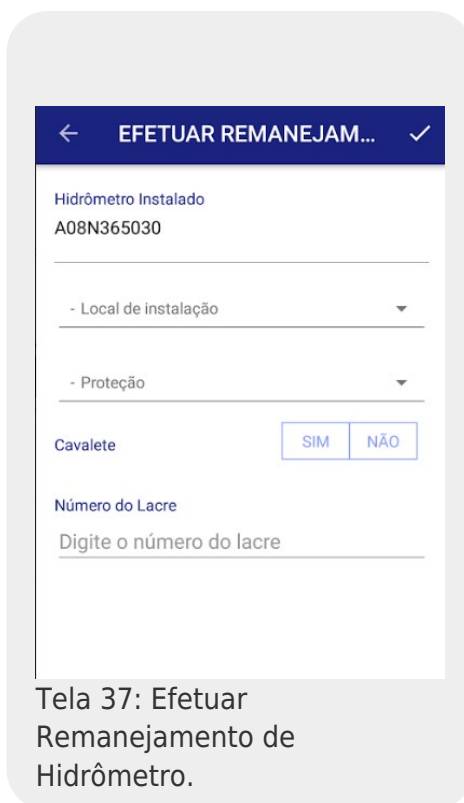 EFETUAR REMANEJAM...
Hidrômetro Instalado
A08N365030
- Local de instalação
- Proteção
Cavalete SIM NÃO
Número do Lacre
Digite o número do lacre
Tela 37: Efetuar
Remanejamento de
Hidrômetro.